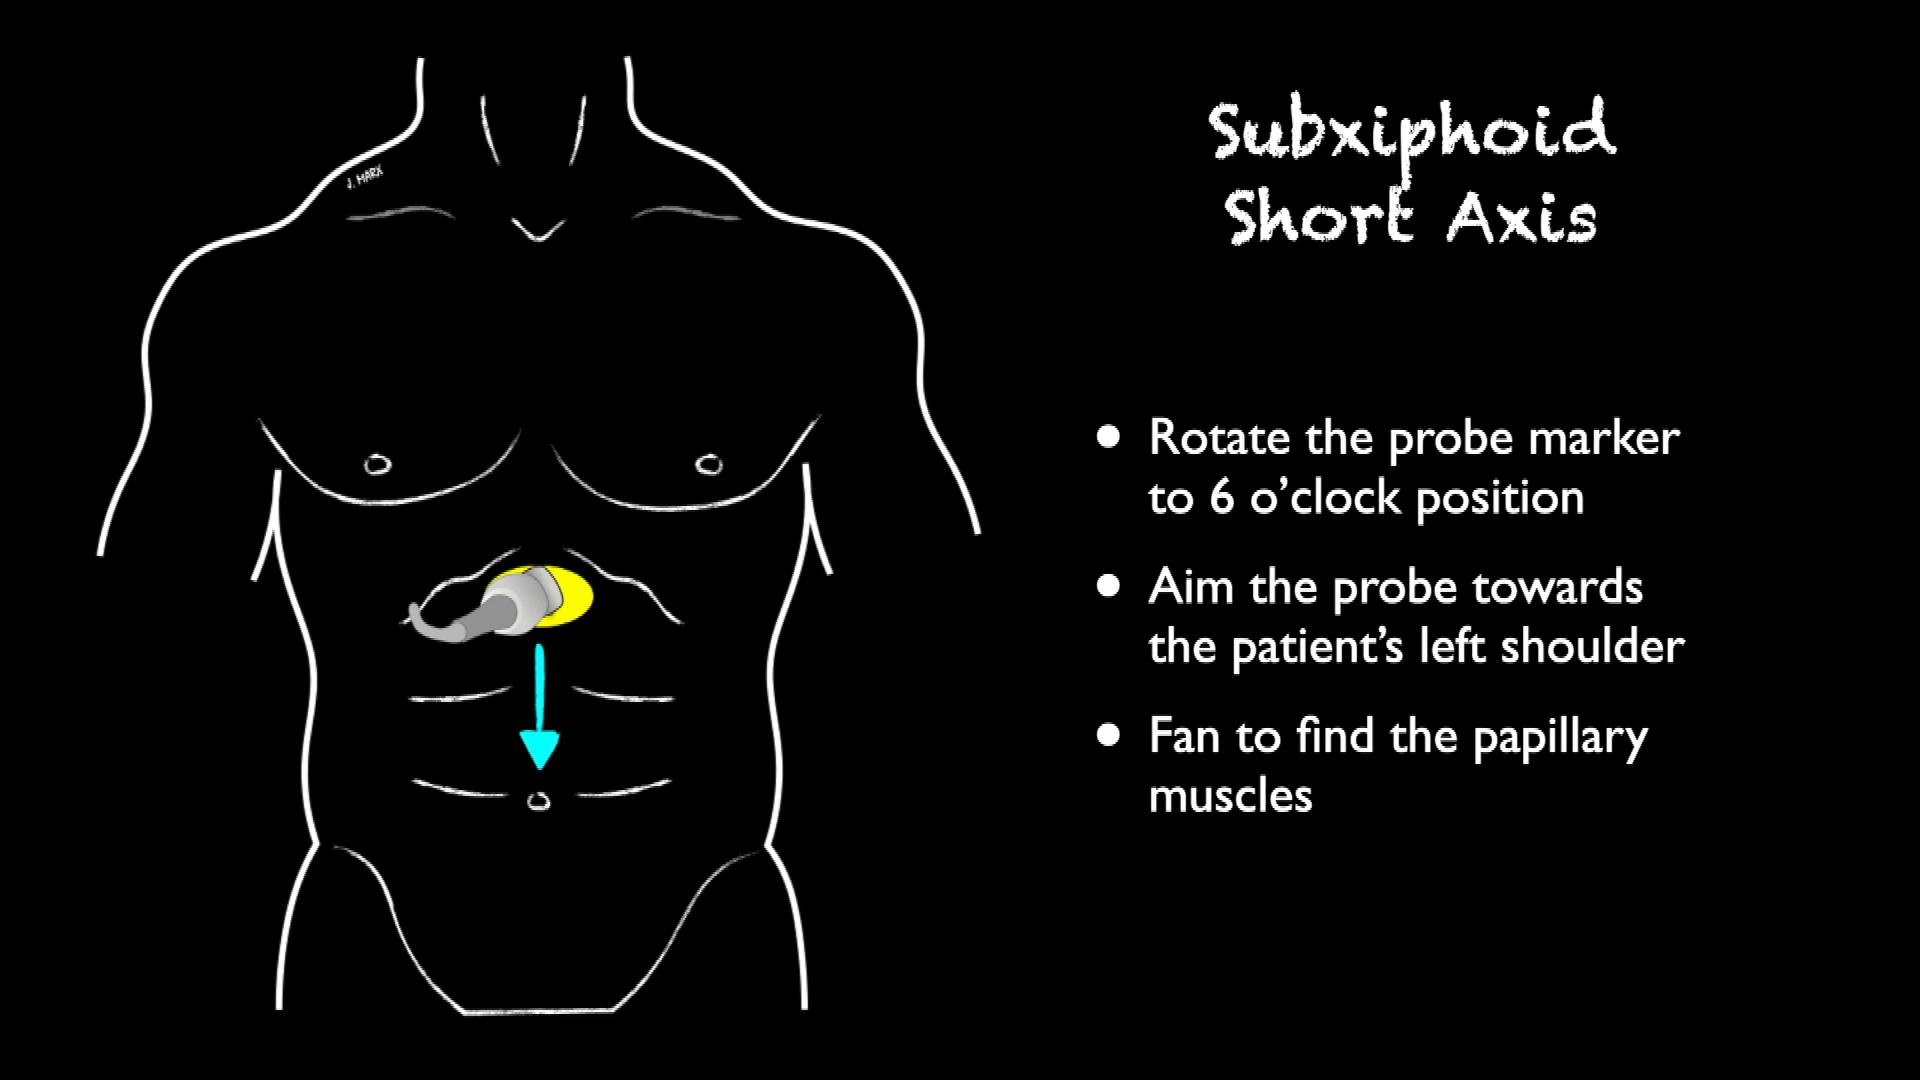 J. MARX
Subxiphoid
Short Axis
• Rotate the probe marker
to 6 o’clock position
• Aim the probe towards
the patient’s left shoulder
• Fan to find the papillary
muscles